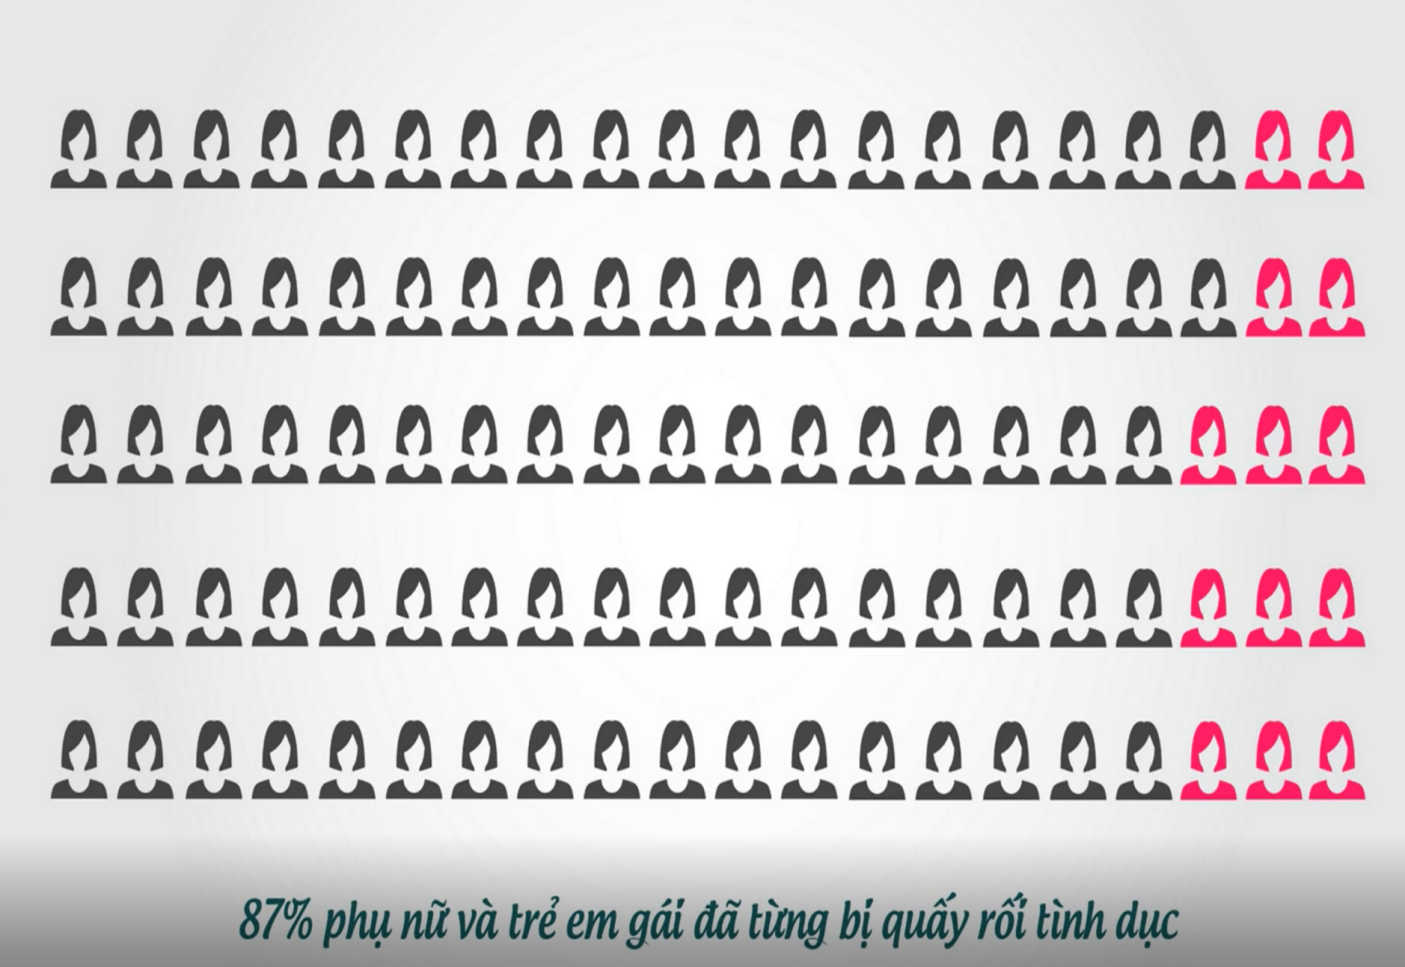 87% phụ nữ và trẻ em gái đã từng bị quấy rối tình dục